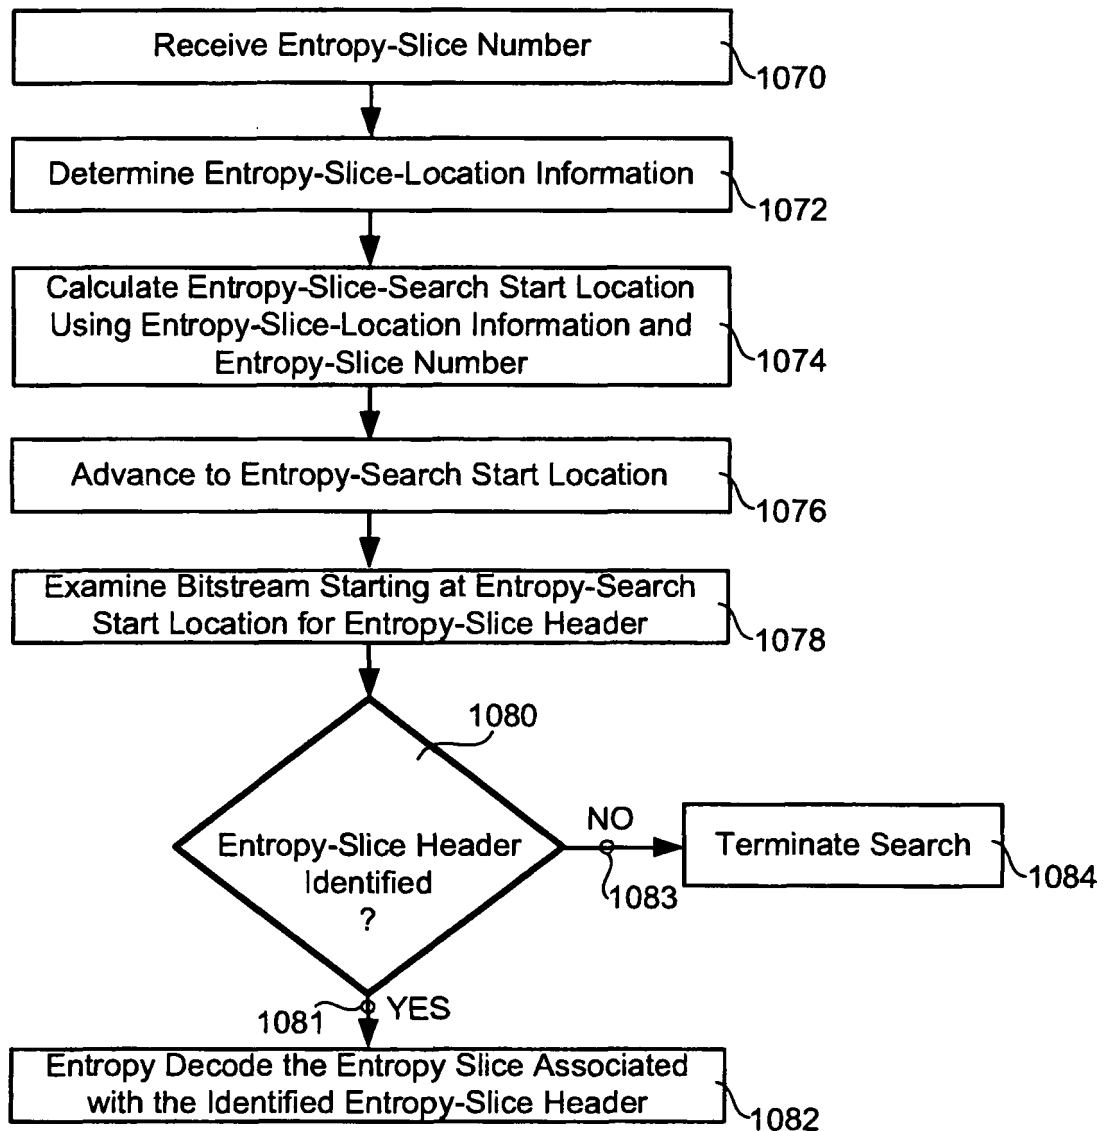 Receive Entropy-Slice Number
1070
Determine Entropy-Slice-Location Information
1072
Calculate Entropy-Slice-Search Start Location
Using Entropy-Slice-Location Information and
Entropy-Slice Number
1074
Advance to Entropy-Search Start Location
1076
Examine Bitstream Starting at Entropy-Search
Start Location for Entropy-Slice Header
1078
1080
Entropy-Slice Header
Identified
?
NO
1083
Terminate Search
1084
1081
YES
Entropy Decode the Entropy Slice Associated
with the Identified Entropy-Slice Header
1082